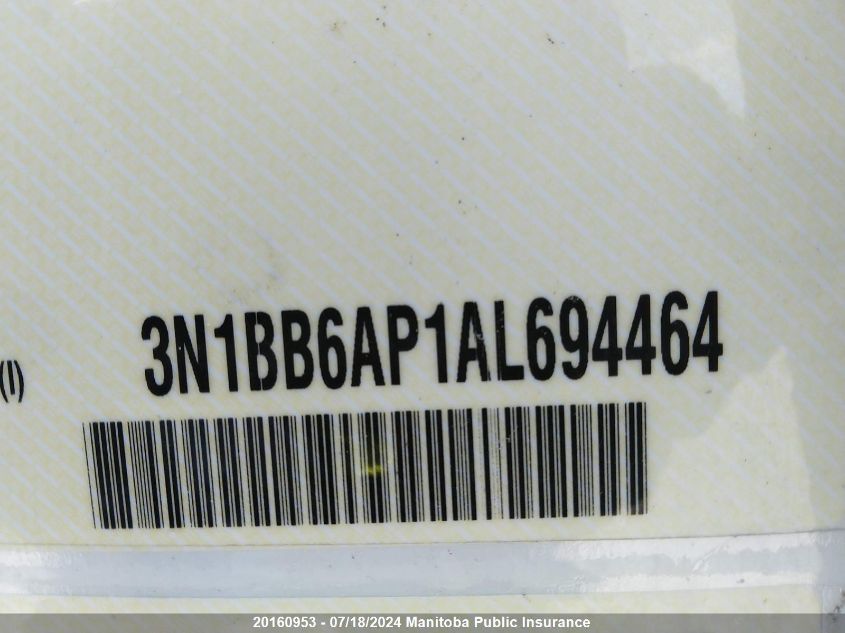 3N1BB6AP1AL694464
(I)
20160953 - 07/18/2024 Manitoba Public Insurance